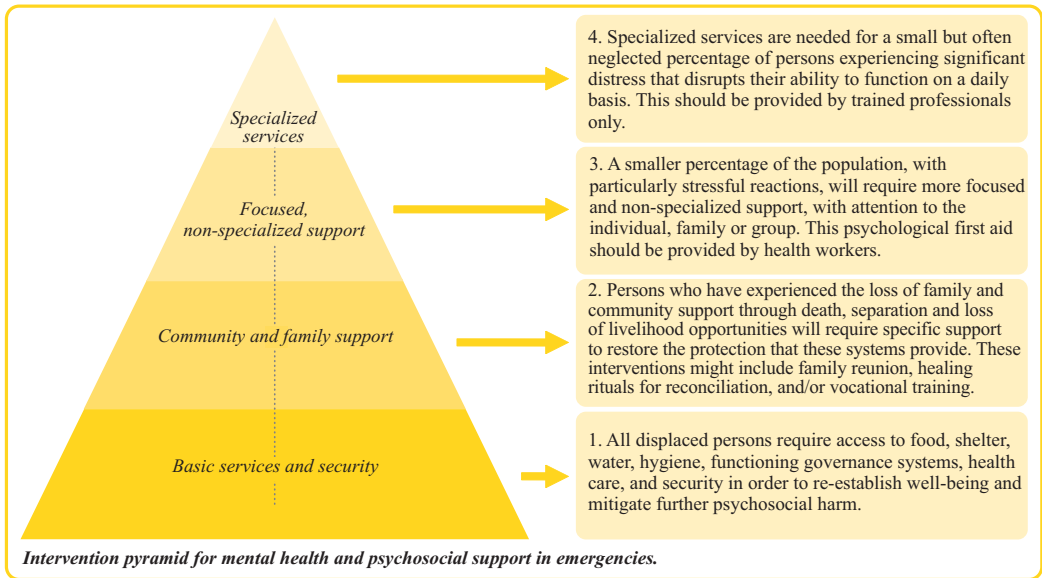 Specialized
services
4. Specialized services are needed for a small but often
neglected percentage of persons experiencing significant
distress that disrupts their ability to function on a daily
basis. This should be provided by trained professionals
only.
Focused,
non-specialized support
3. A smaller percentage of the population, with
particularly stressful reactions, will require more focused
and non-specialized support, with attention to the
individual, family or group. This psychological first aid
should be provided by health workers.
Community and family support
2. Persons who have experienced the loss of family and
community support through death, separation and loss
of livelihood opportunities will require specific support
to restore the protection that these systems provide. These
interventions might include family reunion, healing
rituals for reconciliation, and/or vocational training.
Basic services and security
1. All displaced persons require access to food, shelter,
water, hygiene, functioning governance systems, health
care, and security in order to re-establish well-being and
mitigate further psychosocial harm.
Intervention pyramid for mental health and psychosocial support in emergencies.